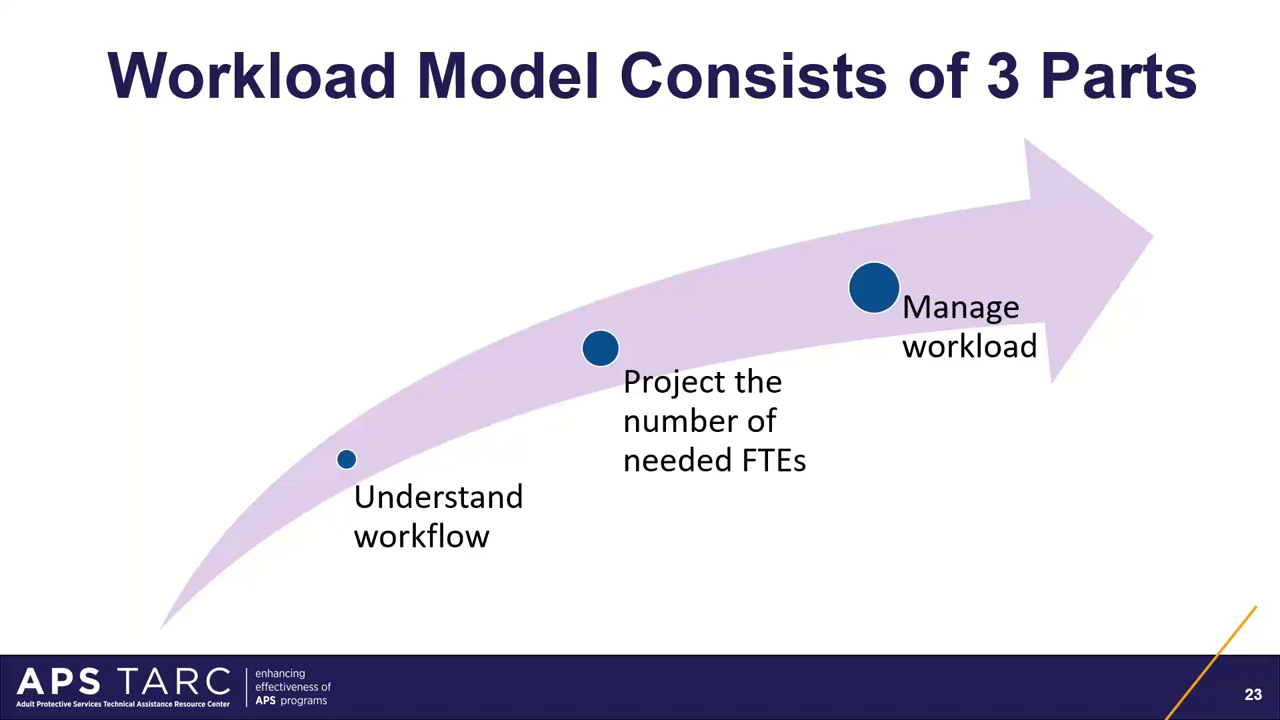 Workload Model Consists of 3 Parts
Manage
workload
Project the
number of
needed FTEs
Understand
workflow
APS TARC
Adult Protective Services Technical Assistance Resource Center
enhancing
effectiveness of
APS programs
23